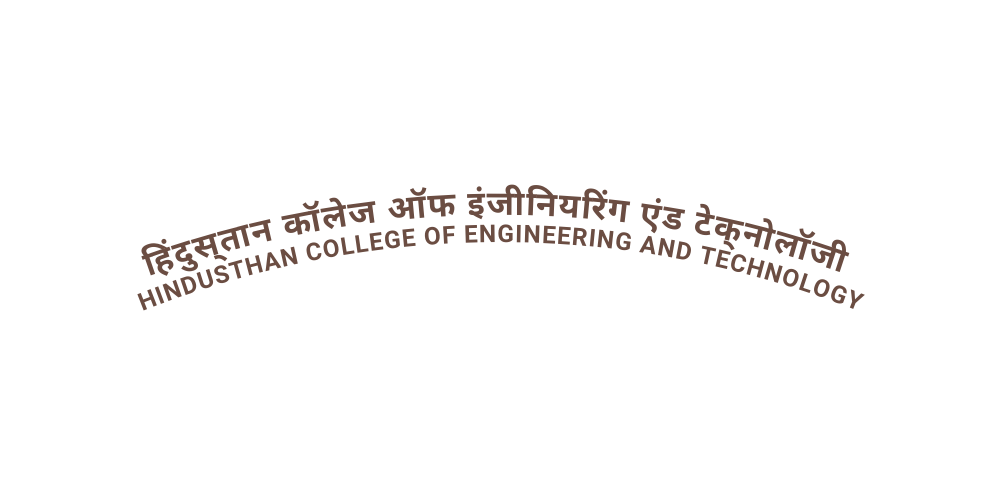 हिंदुस्तान कॉलेज ऑफ इंजीनियरिंग एंड टेक्नोलॉजी
HINDUSTHAN COLLEGE OF ENGINEERING AND TECHNOLOGY